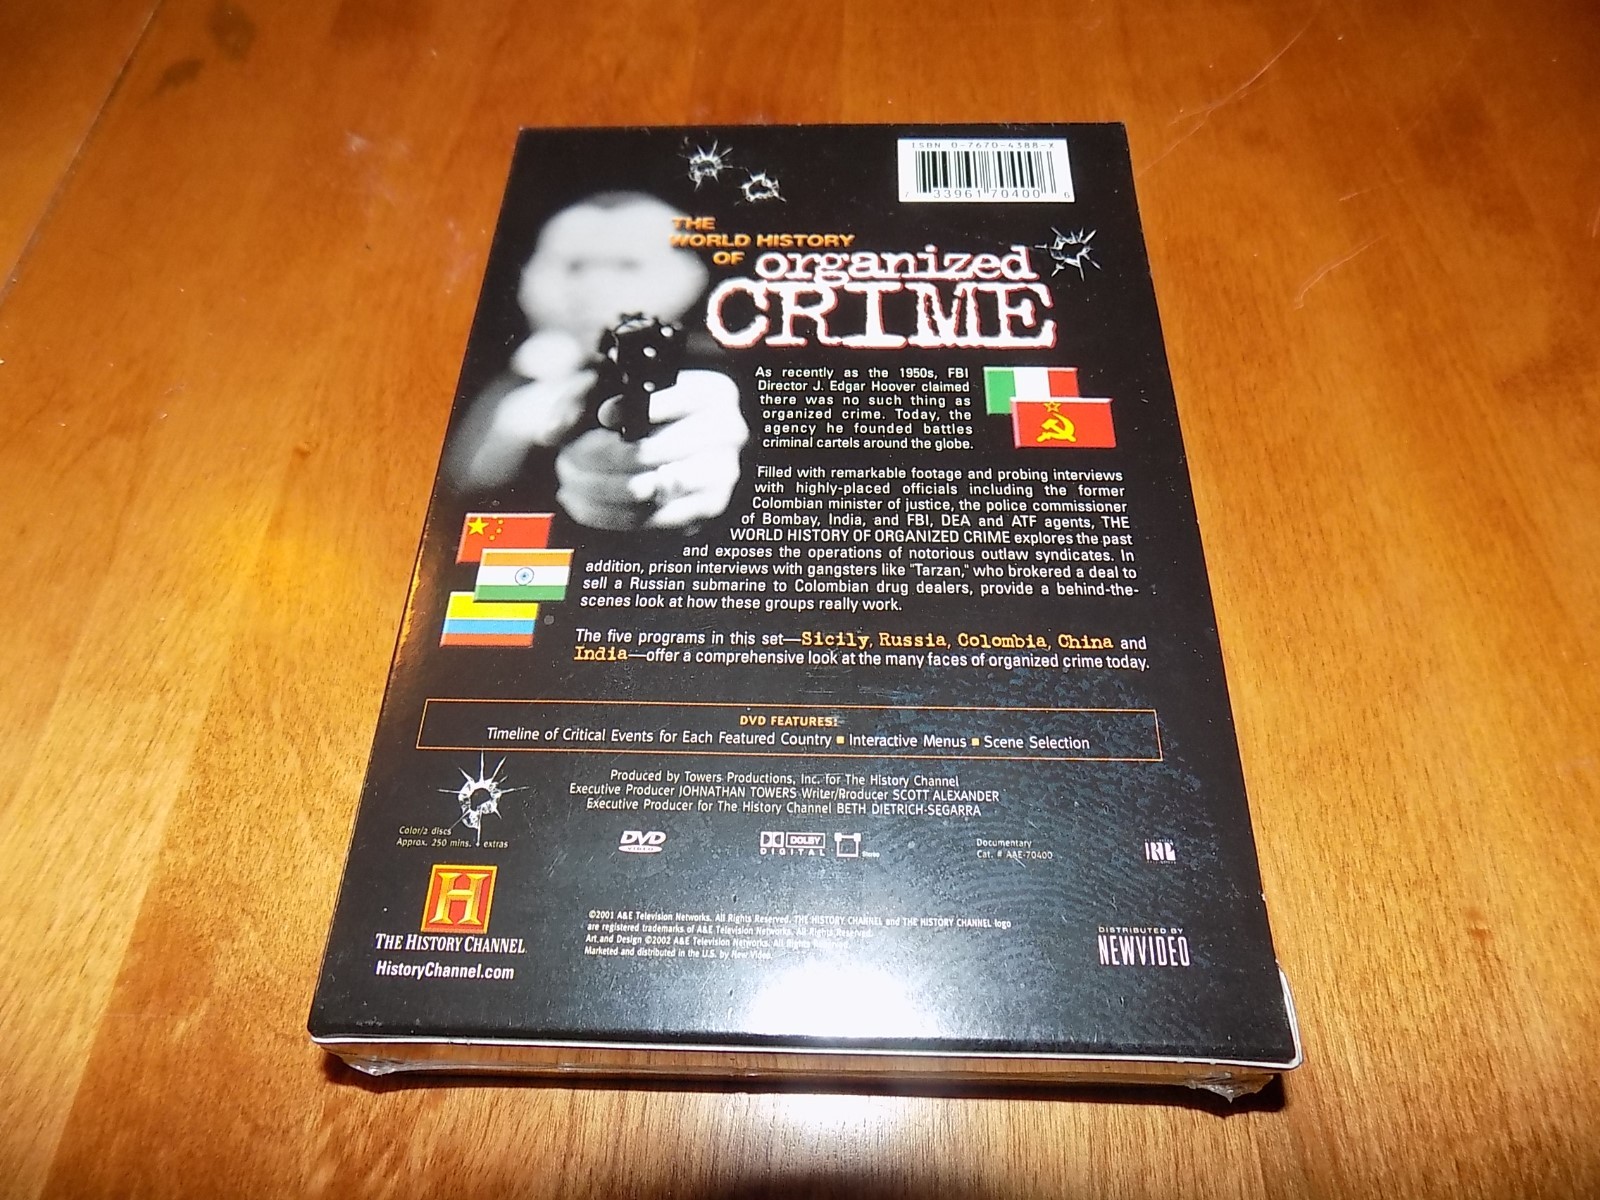 ISBN 0-7670-4388-X
7 33961 70400 6
THE
WORLD HISTORY
OF organized
CRIME
As recently as the 1950s, FBI
Director J. Edgar Hoover claimed
there was no such thing as
organized crime. Today, the
agency he founded battles
criminal cartels around the globe.
Filled with remarkable footage and probing interviews
with highly-placed officials including the former
Colombian minister of justice, the police commissioner
of Bombay, India, and FBI, DEA and ATF agents, THE
WORLD HISTORY OF ORGANIZED CRIME explores the past
and exposes the operations of notorious outlaw syndicates. In
addition, prison interviews with gangsters like "Tarzan," who brokered a deal to
sell a Russian submarine to Colombian drug dealers, provide a behind-the-
scenes look at how these groups really work.
The five programs in this set—Sicily, Russia, Colombia, China and
India—offer a comprehensive look at the many faces of organized crime today.
DVD FEATURES:
Timeline of Critical Events for Each Featured Country ■ Interactive Menus ■ Scene Selection
Produced by Towers Productions, Inc. for The History Channel
Executive Producer JOHNATHAN TOWERS Writer/Producer SCOTT ALEXANDER
Executive Producer for The History Channel BETH DIETRICH-SEGARRA
Color/2 discs
Approx. 250 mins. + extras
DVD VIDEO
DOLBY DIGITAL
Stereo
Documentary
Cat. # AAE-70400
H
THE HISTORY CHANNEL
HistoryChannel.com
©2001 A&E Television Networks. All Rights Reserved. THE HISTORY CHANNEL and THE HISTORY CHANNEL logo
are registered trademarks of A&E Television Networks. All Rights Reserved.
Art and Design ©2002 A&E Television Networks. All Rights Reserved.
Marketed and distributed in the U.S. by New Video.
DISTRIBUTED BY
NEWVIDEO